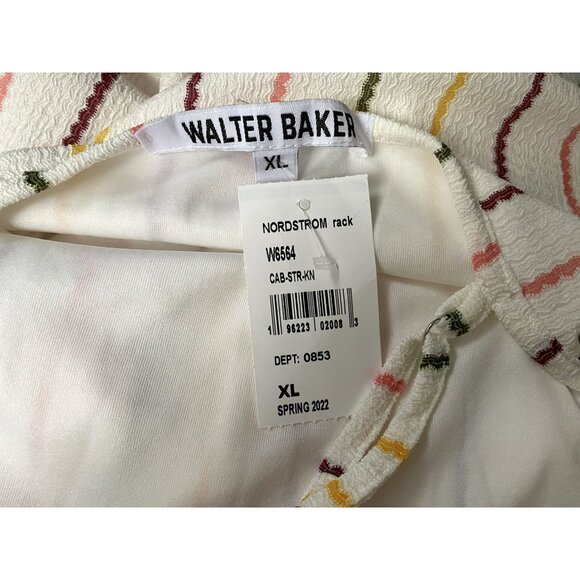 WALTER BAKER
XL
NORDSTROM rack
W6564
CAB-STR-KN
1 96223 02008 3
DEPT: 0853
XL
SPRING 2022